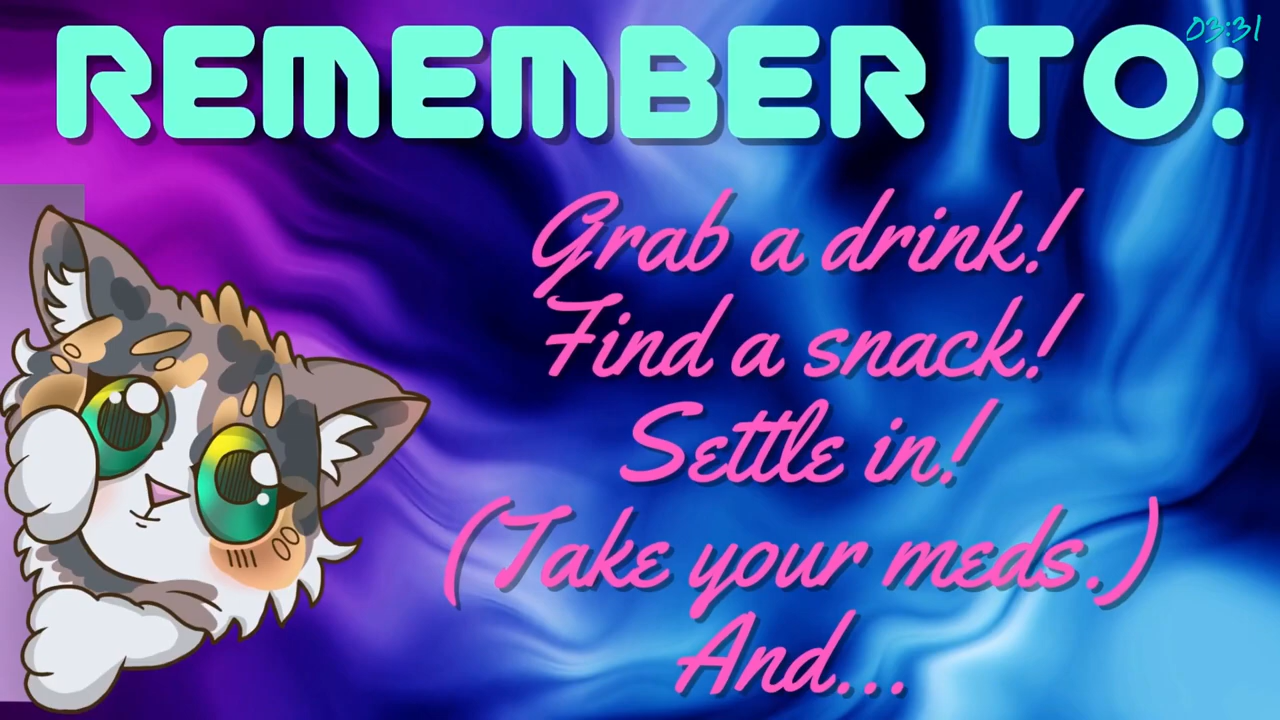 REMEMBER TO:
03:31
Grab a drink!
Find a snack!
Settle in!
(Take your meds.)
And...